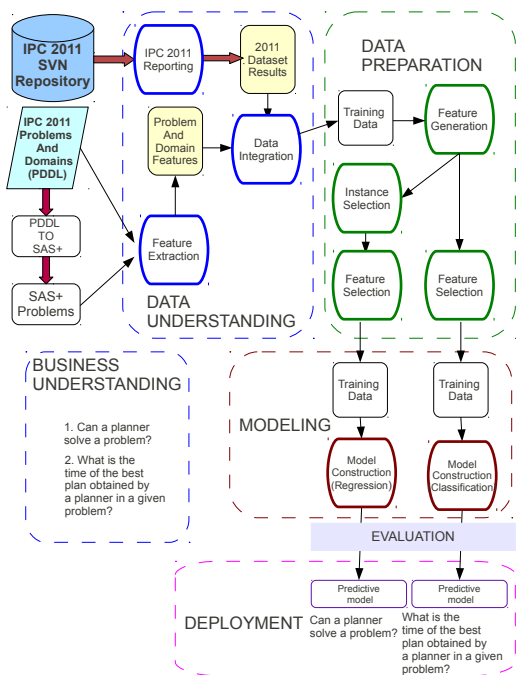 IPC 2011
SVN
Repository
IPC 2011
Reporting
2011
Dataset
Results
DATA
PREPARATION
IPC 2011
Problems
And
Domains
(PDDL)
Problem
And
Domain
Features
Data
Integration
Training
Data
Feature
Generation
Instance
Selection
PDDL
TO
SAS+
Feature
Extraction
SAS+
Problems
Feature
Selection
Feature
Selection
DATA
UNDERSTANDING
BUSINESS
UNDERSTANDING
1. Can a planner
solve a problem?
2. What is the
time of the best
plan obtained by
a planner in a given
problem?
Training
Data
Training
Data
MODELING
Model
Construction
(Regression)
Model
Construction
Classification)
EVALUATION
Predictive
model
Predictive
model
DEPLOYMENT
Can a planner
solve a problem?
What is the
time of the best
plan obtained by
a planner in a given
problem?